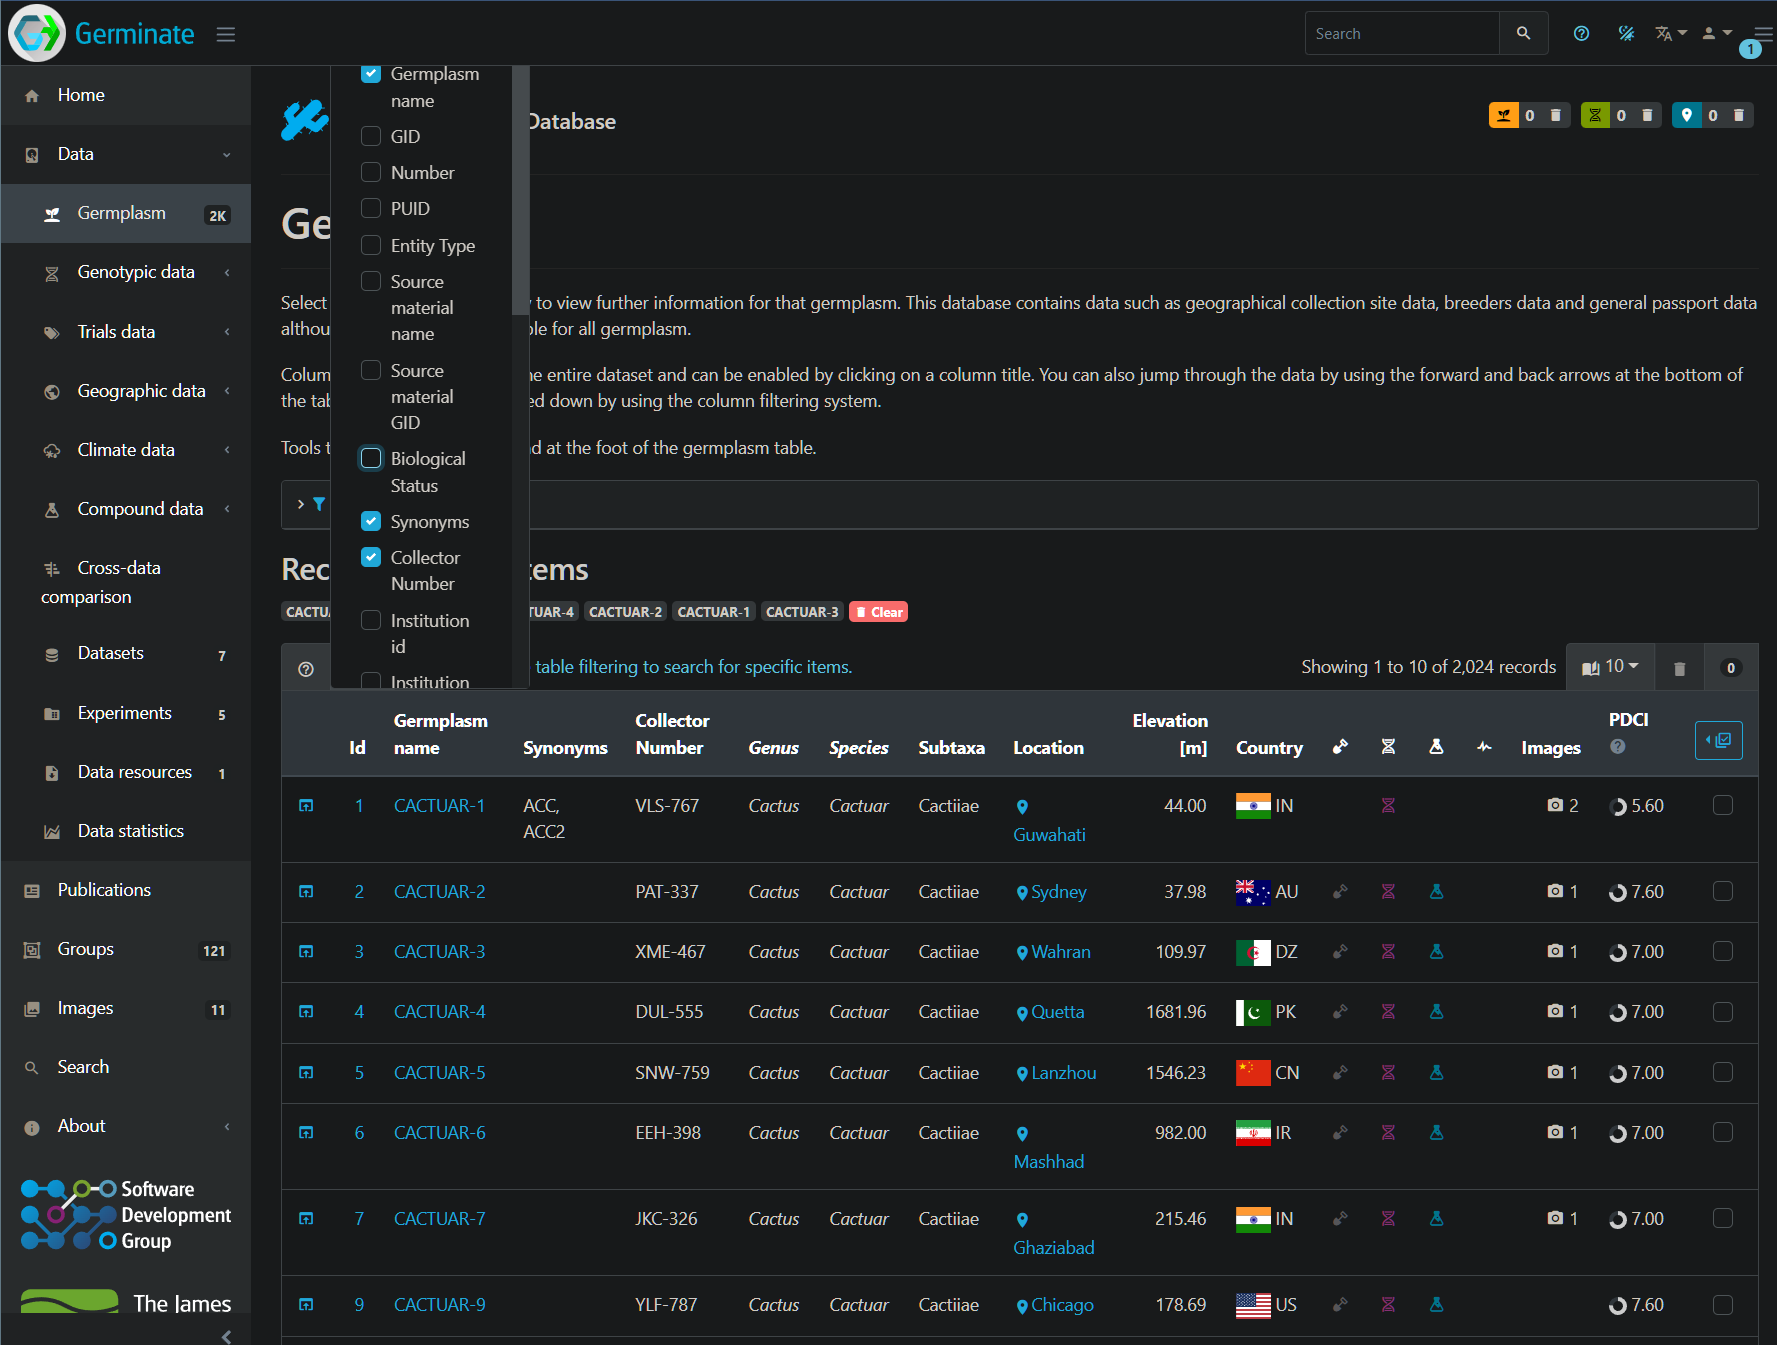 Germinate
Search
1
Home
Data
Germplasm 2K
Genotypic data
Trials data
Geographic data
Climate data
Compound data
Cross-data
comparison
Datasets 7
Experiments 5
Data resources 1
Data statistics
Publications
Groups 121
Images 11
Search
About
Software
Development
Group
The James
Germplasm
name
GID
Number
PUID
Entity Type
Source
material
name
Source
material
GID
Biological
Status
Synonyms
Collector
Number
Institution
id
Institution
Database
0 0 0
Ge
Select to view further information for that germplasm. This database contains data such as geographical collection site data, breeders data and general passport data
for all germplasm.
entire dataset and can be enabled by clicking on a column title. You can also jump through the data by using the forward and back arrows at the bottom of
the down by using the column filtering system.
Tools at the foot of the germplasm table.
Rec tems
CACTU TUAR-4 CACTUAR-2 CACTUAR-1 CACTUAR-3 Clear
table filtering to search for specific items.
Showing 1 to 10 of 2,024 records 10 0
Id Germplasm name Synonyms Collector Number Genus Species Subtaxa Location Elevation [m] Country Images PDCI
1 CACTUAR-1 ACC, ACC2 VLS-767 Cactus Cactuar Cactiiae Guwahati 44.00 IN 2 5.60
2 CACTUAR-2 PAT-337 Cactus Cactuar Cactiiae Sydney 37.98 AU 1 7.60
3 CACTUAR-3 XME-467 Cactus Cactuar Cactiiae Wahran 109.97 DZ 1 7.00
4 CACTUAR-4 DUL-555 Cactus Cactuar Cactiiae Quetta 1681.96 PK 1 7.00
5 CACTUAR-5 SNW-759 Cactus Cactuar Cactiiae Lanzhou 1546.23 CN 1 7.00
6 CACTUAR-6 EEH-398 Cactus Cactuar Cactiiae Mashhad 982.00 IR 1 7.00
7 CACTUAR-7 JKC-326 Cactus Cactuar Cactiiae Ghaziabad 215.46 IN 1 7.00
9 CACTUAR-9 YLF-787 Cactus Cactuar Cactiiae Chicago 178.69 US 7.60